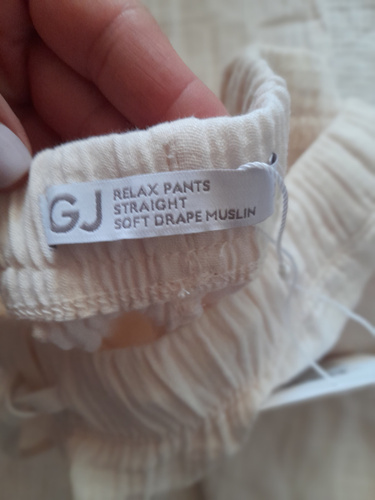 GJ
RELAX PANTS
STRAIGHT
SOFT DRAPE MUSLIN